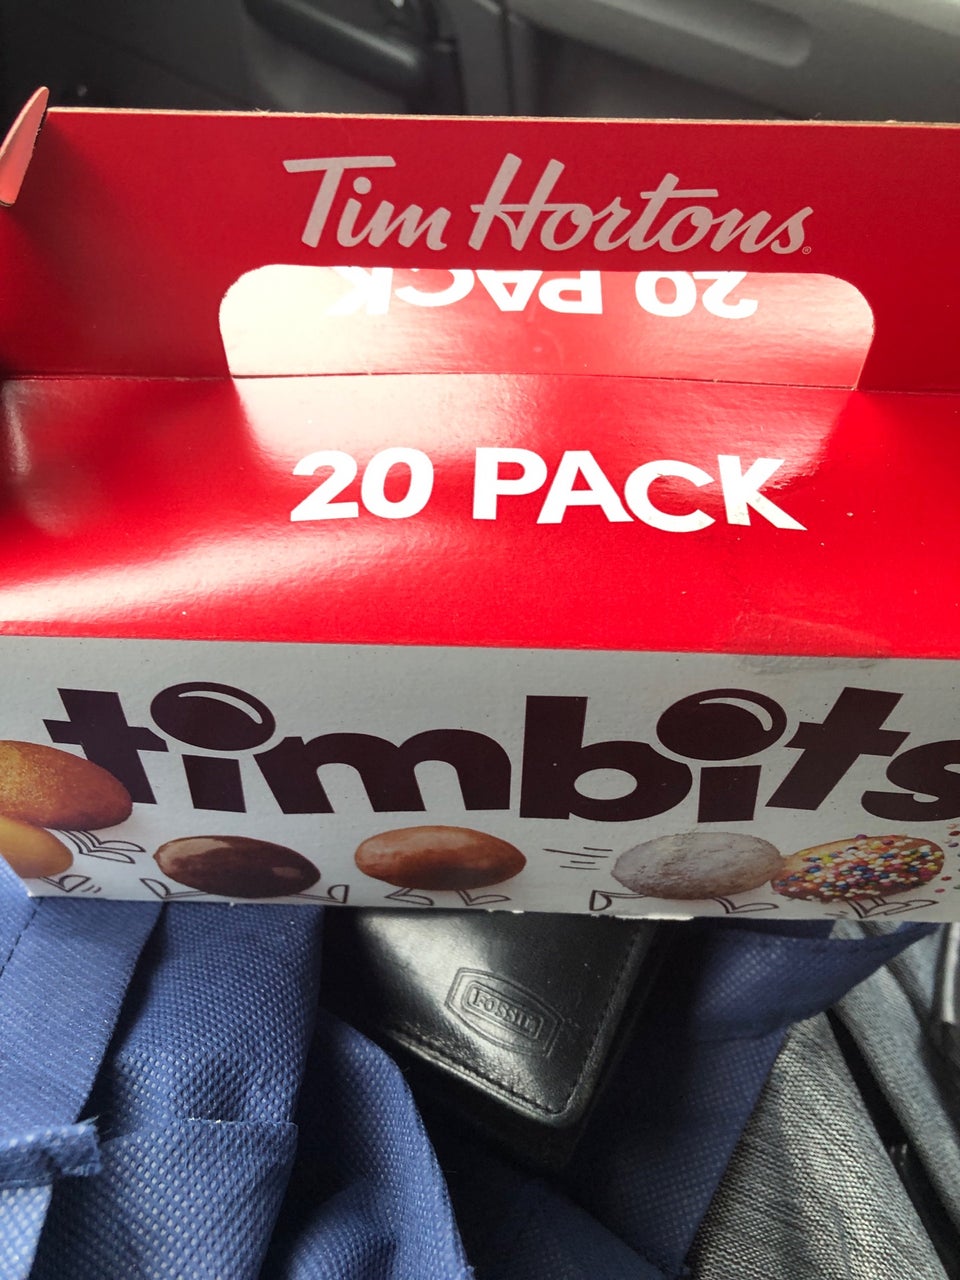 Tim Hortons®
20 PACK
20 PACK
timbits
FOSSIL